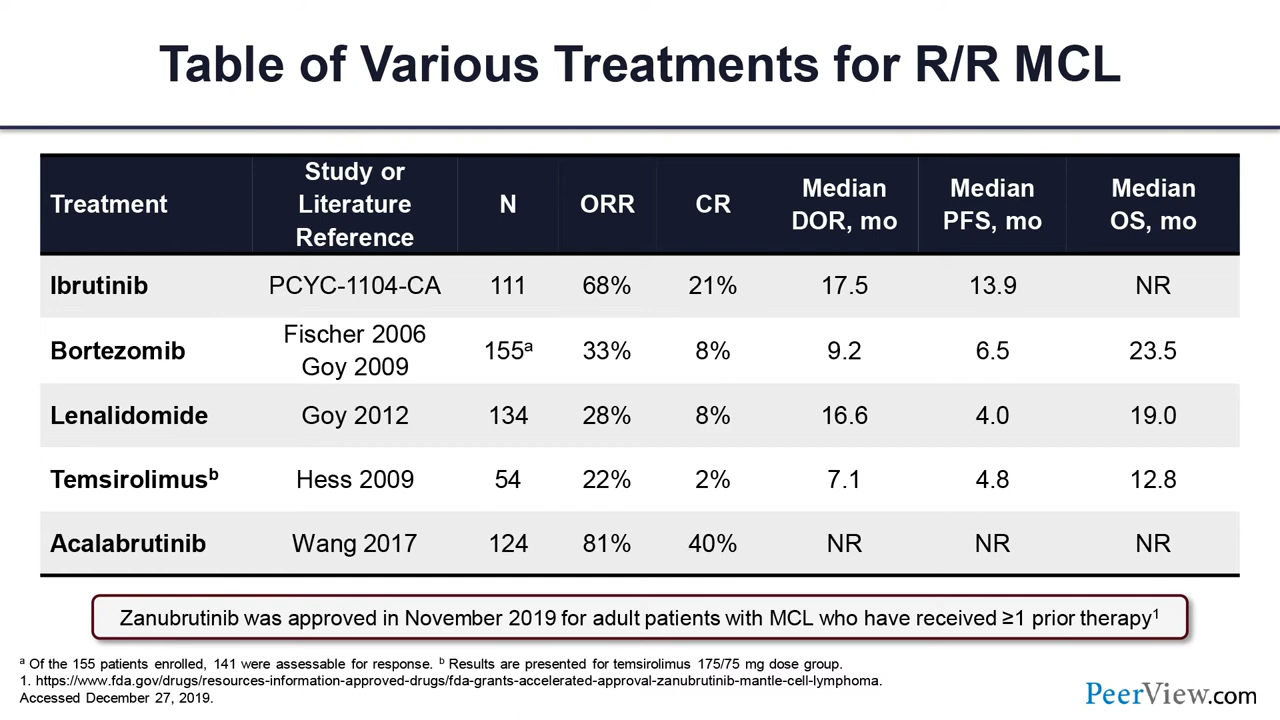 Table of Various Treatments for R/R MCL
Treatment
Study or
Literature
Reference
N
ORR
CR
Median
DOR, mo
Median
PFS, mo
Median
OS, mo
Ibrutinib PCYC-1104-CA 111 68% 21% 17.5 13.9 NR
Bortezomib Fischer 2006
Goy 2009 155ᵃ 33% 8% 9.2 6.5 23.5
Lenalidomide Goy 2012 134 28% 8% 16.6 4.0 19.0
Temsirolimusᵇ Hess 2009 54 22% 2% 7.1 4.8 12.8
Acalabrutinib Wang 2017 124 81% 40% NR NR NR
Zanubrutinib was approved in November 2019 for adult patients with MCL who have received ≥1 prior therapy¹
ᵃ Of the 155 patients enrolled, 141 were assessable for response. ᵇ Results are presented for temsirolimus 175/75 mg dose group.
1. https://www.fda.gov/drugs/resources-information-approved-drugs/fda-grants-accelerated-approval-zanubrutinib-mantle-cell-lymphoma.
Accessed December 27, 2019.
PeerView.com